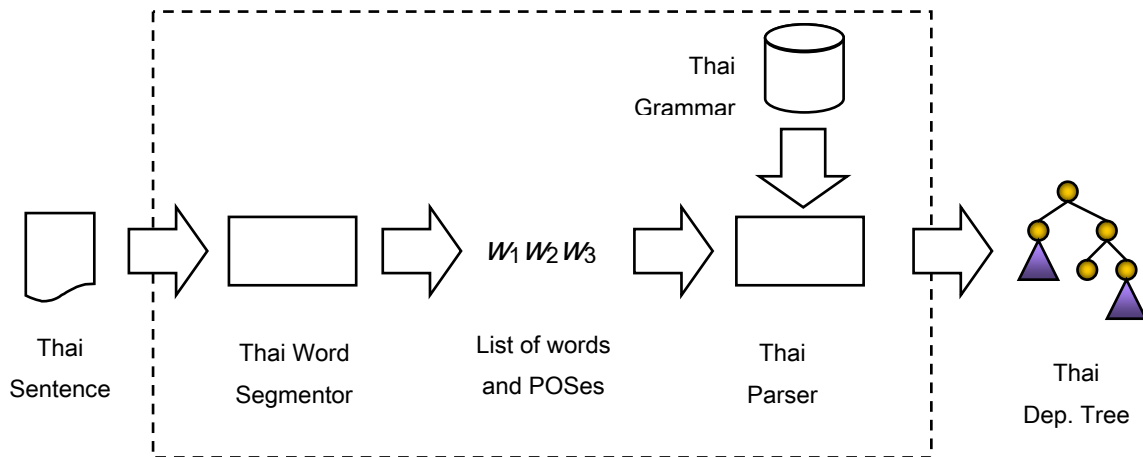 Thai
Grammar
w1 w2 w3
Thai
Sentence
Thai Word
Segmentor
List of words
and POSes
Thai
Parser
Thai
Dep. Tree